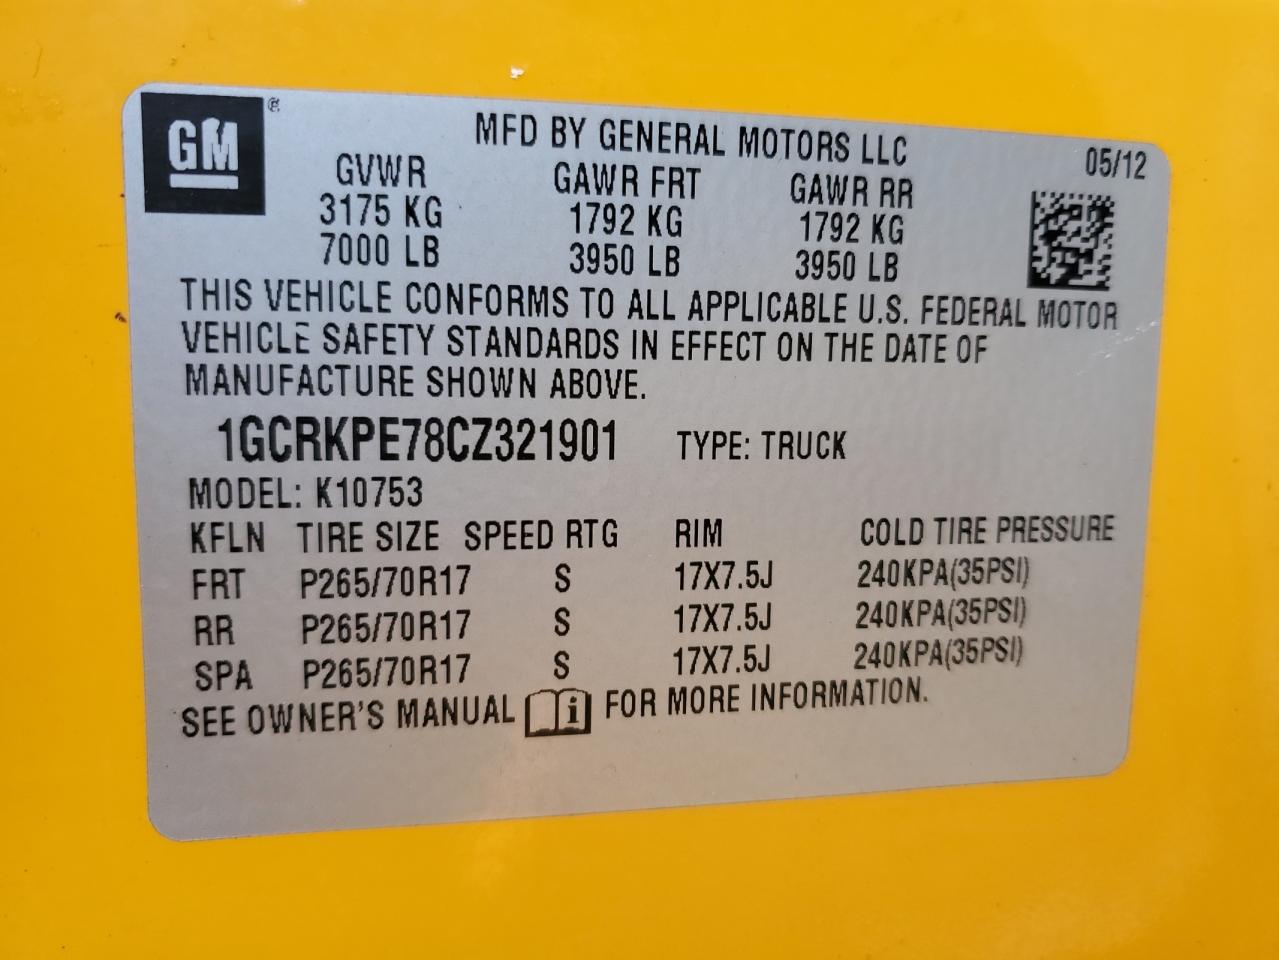 GM ®
MFD BY GENERAL MOTORS LLC
05/12
GVWR GAWR FRT GAWR RR
3175 KG 1792 KG 1792 KG
7000 LB 3950 LB 3950 LB
THIS VEHICLE CONFORMS TO ALL APPLICABLE U.S. FEDERAL MOTOR
VEHICLE SAFETY STANDARDS IN EFFECT ON THE DATE OF
MANUFACTURE SHOWN ABOVE.
1GCRKPE78CZ321901 TYPE: TRUCK
MODEL: K10753
KFLN TIRE SIZE SPEED RTG RIM COLD TIRE PRESSURE
FRT P265/70R17 S 17X7.5J 240KPA(35PSI)
RR P265/70R17 S 17X7.5J 240KPA(35PSI)
SPA P265/70R17 S 17X7.5J 240KPA(35PSI)
SEE OWNER'S MANUAL i FOR MORE INFORMATION.